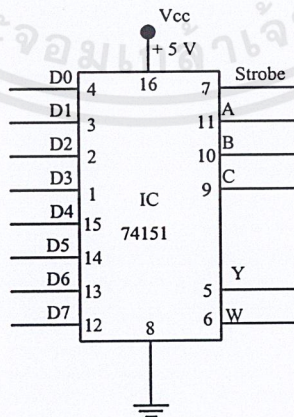 Vcc
+ 5 V
D0 4 16 7 Strobe
D1 3 11 A
D2 2 10 B
D3 1 9 C
IC
D4 15 74151
D5 14
D6 13 5 Y
D7 12 8 6 W